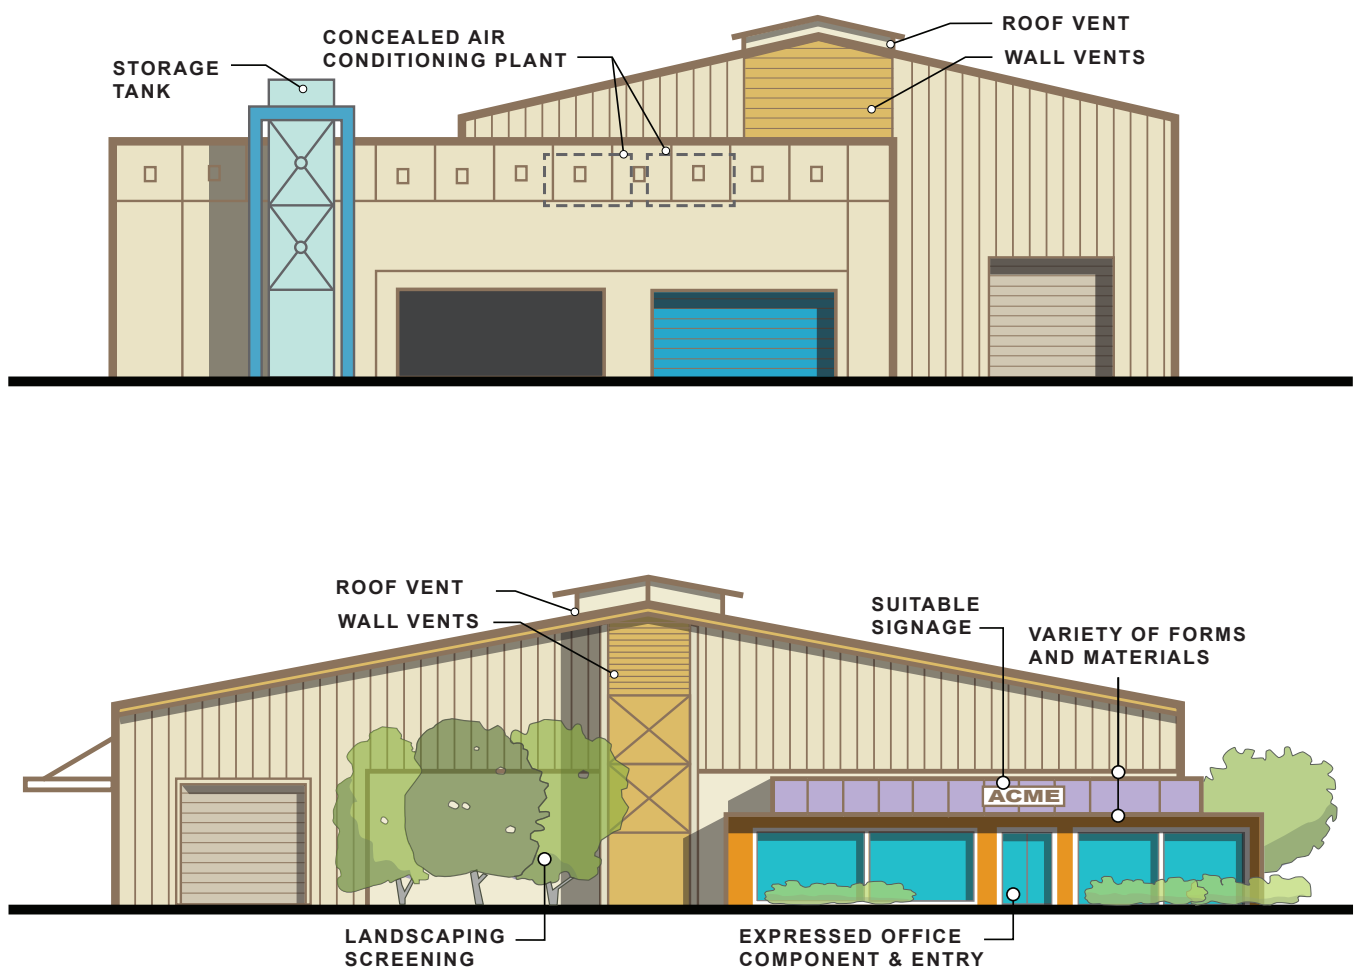 STORAGE
TANK
CONCEALED AIR
CONDITIONING PLANT
ROOF VENT
WALL VENTS
ROOF VENT
WALL VENTS
SUITABLE
SIGNAGE
VARIETY OF FORMS
AND MATERIALS
ACME
LANDSCAPING
SCREENING
EXPRESSED OFFICE
COMPONENT & ENTRY